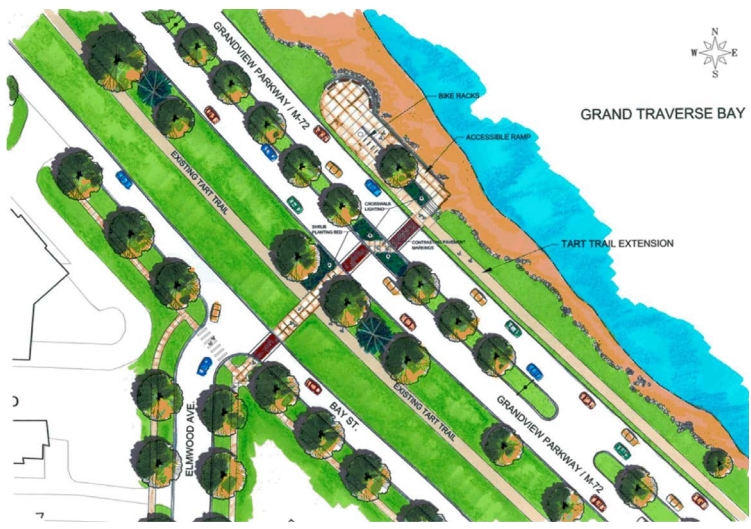 N
W E
S
GRANDVIEW PARKWAY / M-72
BIKE RACKS
GRAND TRAVERSE BAY
ACCESSIBLE RAMP
EXISTING TART TRAIL
CROSSWALK
LIGHTING
SHRUB
PLANTING BED
CONTRASTING PAVEMENT
MARKINGS
TART TRAIL EXTENSION
EXISTING TART TRAIL
GRANDVIEW PARKWAY / M-72
BAY ST.
ELMWOOD AVE.